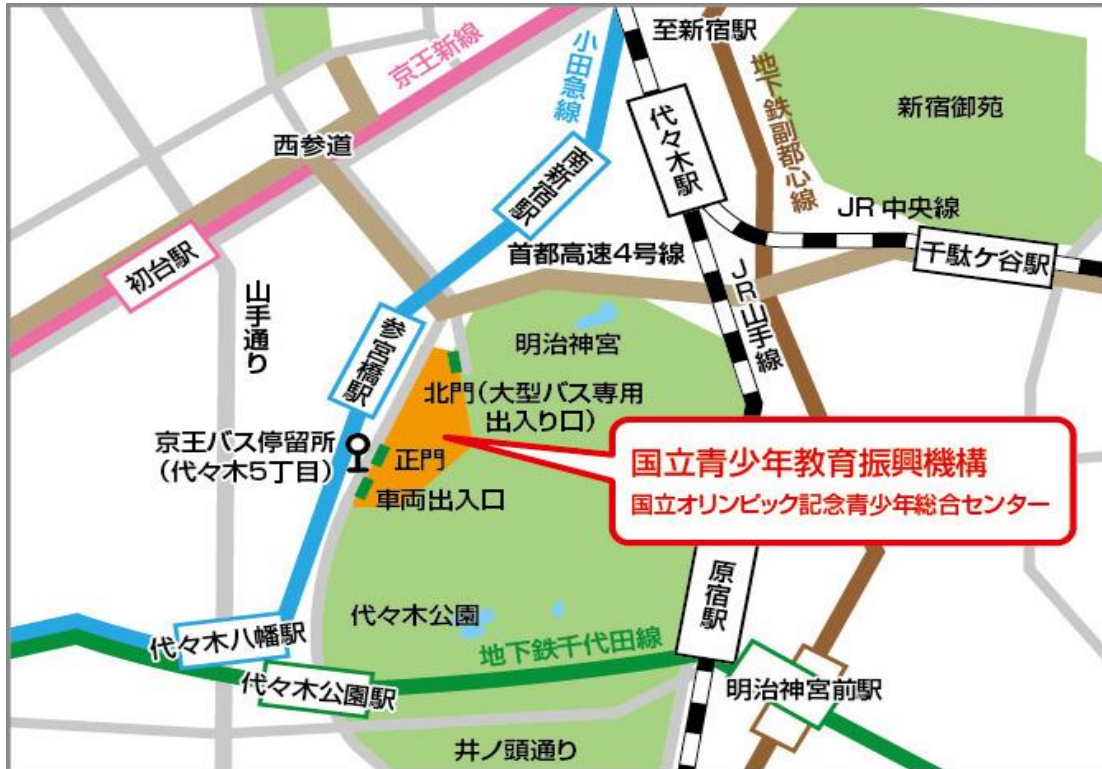 至新宿駅
京王新線
小田急線
地下鉄副都心線
新宿御苑
代々木駅
西参道
南新宿駅
JR中央線
千駄ケ谷駅
初台駅
首都高速4号線
山手通り
JR山手線
参宮橋駅
明治神宮
北門(大型バス専用
出入り口)
京王バス停留所
(代々木5丁目)
正門
車両出入口
国立青少年教育振興機構
国立オリンピック記念青少年総合センター
原宿駅
代々木公園
代々木八幡駅
地下鉄千代田線
代々木公園駅
明治神宮前駅
井ノ頭通り